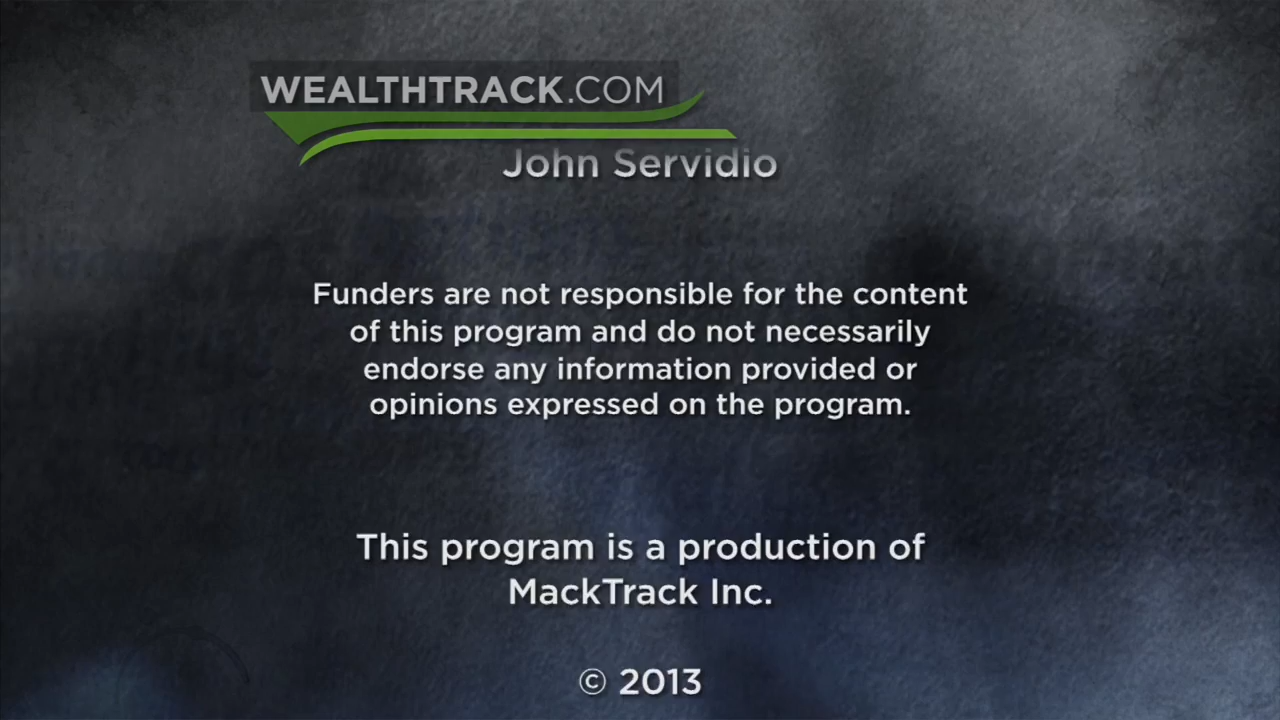 WEALTHTRACK.COM
John Servidio
Funders are not responsible for the content
of this program and do not necessarily
endorse any information provided or
opinions expressed on the program.
This program is a production of
MackTrack Inc.
© 2013